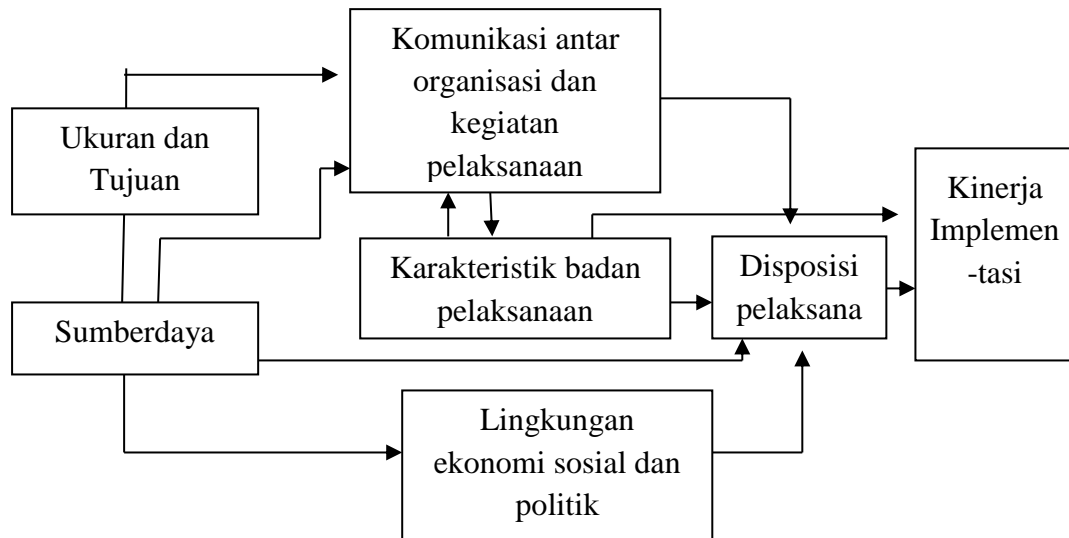 Komunikasi antar
organisasi dan
kegiatan
pelaksanaan
Ukuran dan
Tujuan
Kinerja
Implemen
-tasi
Karakteristik badan
pelaksanaan
Disposisi
pelaksana
Sumberdaya
Lingkungan
ekonomi sosial dan
politik